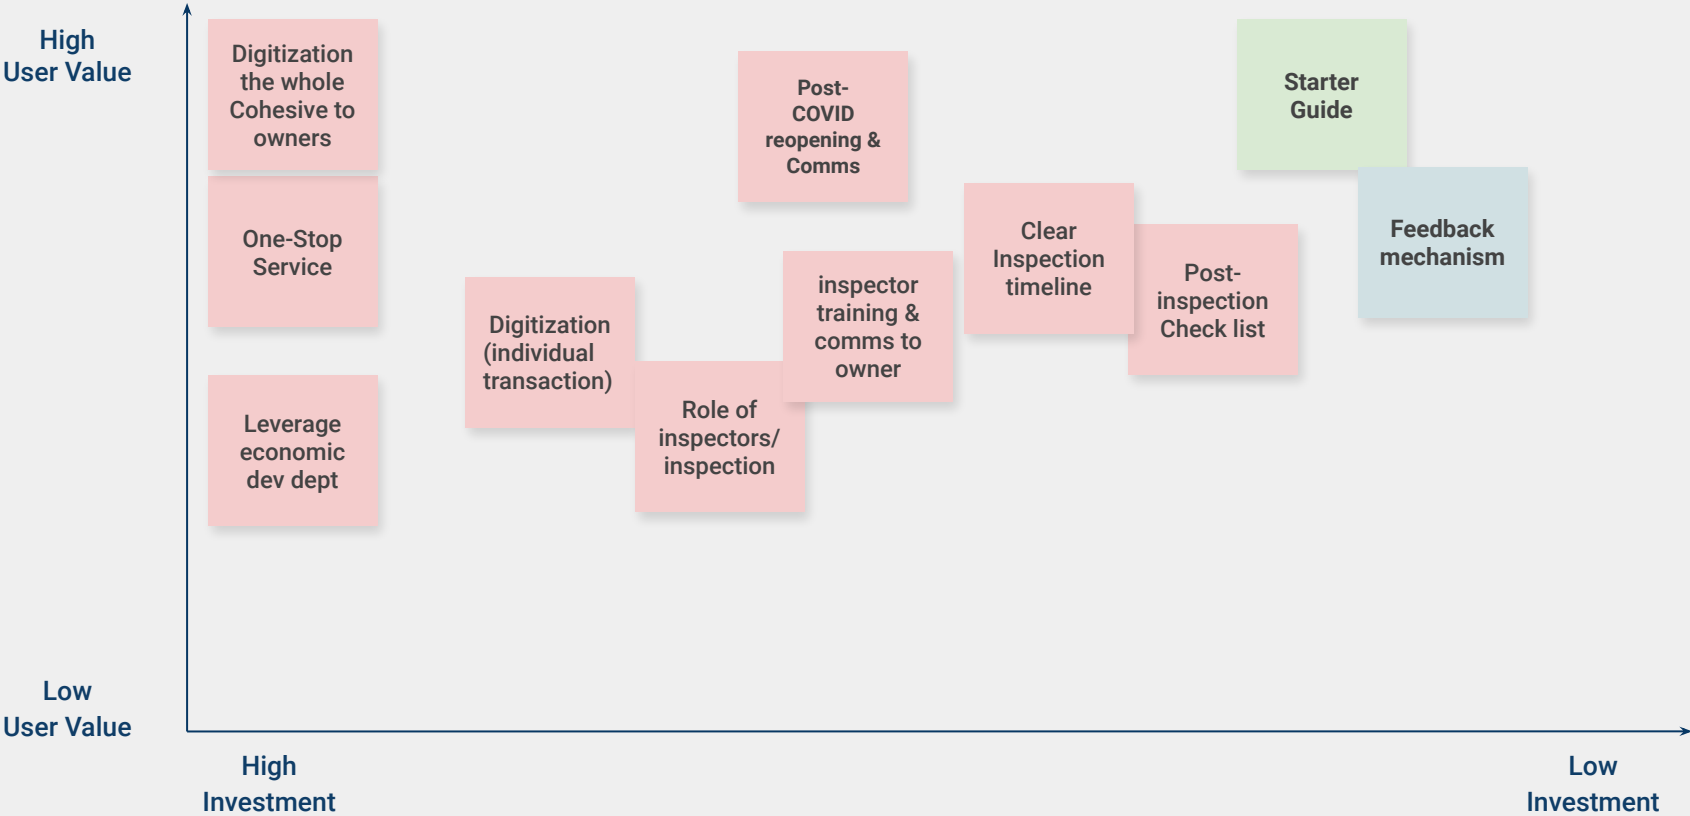 High
User Value
Digitization
the whole
Cohesive to
owners
One-Stop
Service
Leverage
economic
dev dept
Digitization
(individual
transaction)
Role of
inspectors/
inspection
Post-
COVID
reopening &
Comms
inspector
training &
comms to
owner
Clear
Inspection
timeline
Post-
inspection
Check list
Starter
Guide
Feedback
mechanism
Low
User Value
High
Investment
Low
Investment